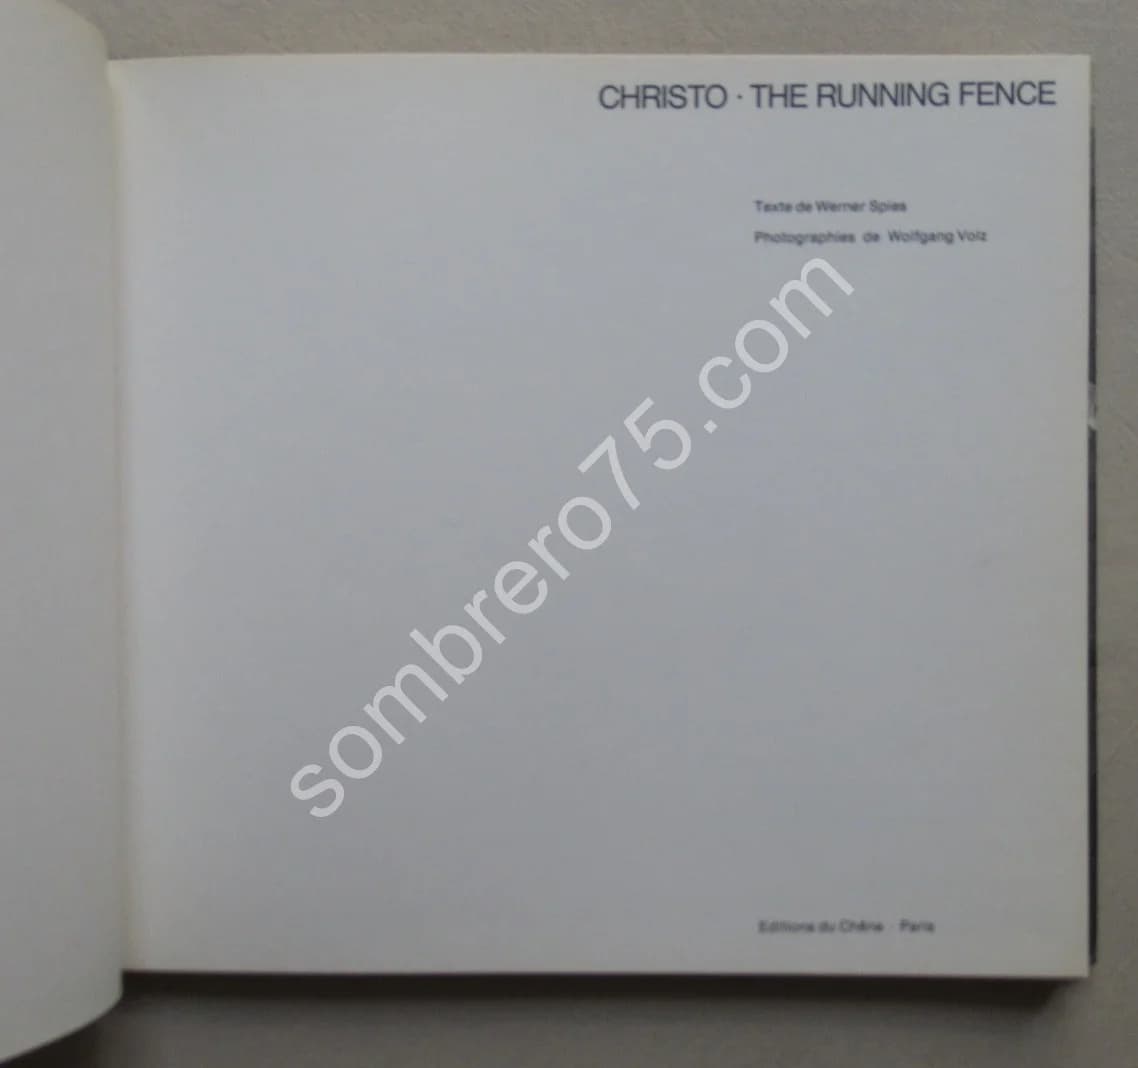 CHRISTO · THE RUNNING FENCE
Texte de Werner Spies
Photographies de Wolfgang Volz
sombrero75.com
Editions du Chêne · Paris